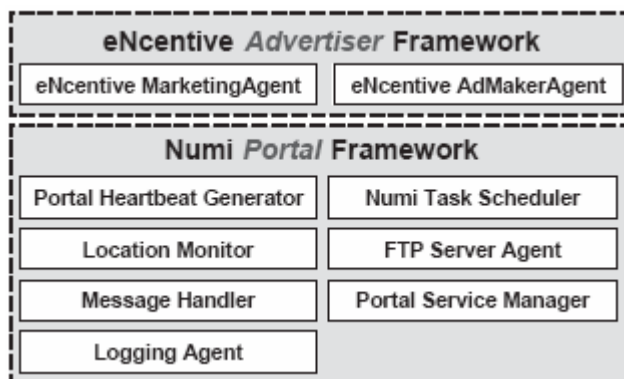 eNcentive Advertiser Framework
eNcentive MarketingAgent eNcentive AdMakerAgent
Numi Portal Framework
Portal Heartbeat Generator Numi Task Scheduler
Location Monitor FTP Server Agent
Message Handler Portal Service Manager
Logging Agent